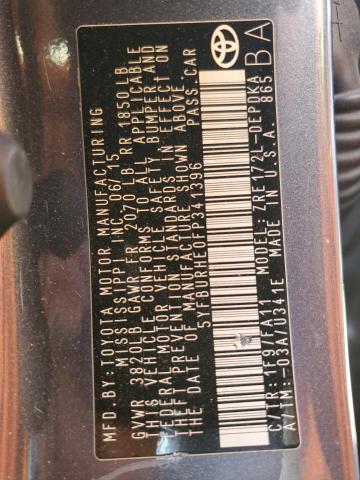 MFD.BY:TOYOTA MOTOR MANUFACTURING
MISSISSIPPI INC. 06/15
GVWR 3820LB GAWR FR 2070 LB RR 1850LB
THIS VEHICLE CONFORMS TO ALL APPLICABLE
FEDERAL MOTOR VEHICLE SAFETY BUMPER AND
THEFT PREVENTION STANDARDS IN EFFECT ON
THE DATE OF MANUFACTURE SHOWN ABOVE.
PASS.CAR
C/TR: 1F9/FA11 MODEL: ZRE172L-DEPDKA
A/TM:-03A/U341E MADE IN U.S.A. 865
BA